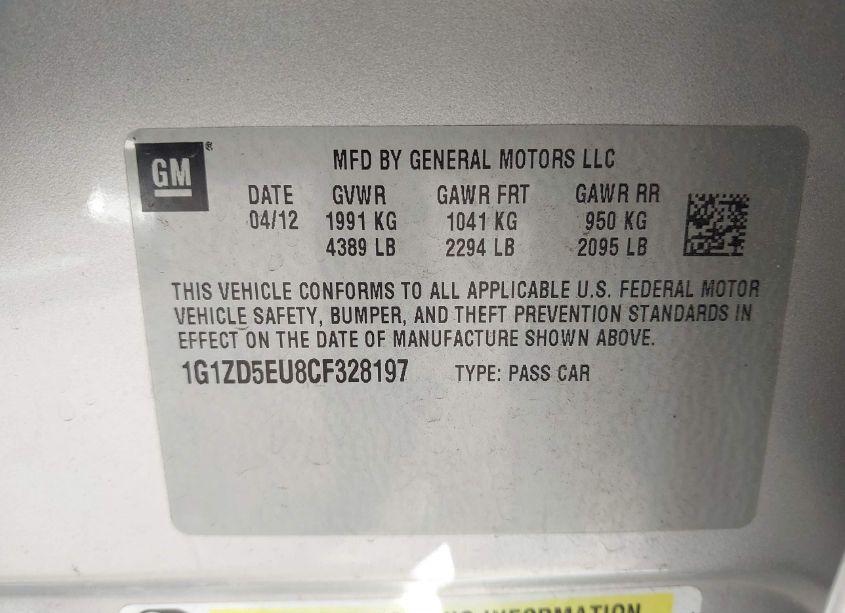 GM®
MFD BY GENERAL MOTORS LLC
DATE GVWR GAWR FRT GAWR RR
04/12 1991 KG 1041 KG 950 KG
4389 LB 2294 LB 2095 LB
THIS VEHICLE CONFORMS TO ALL APPLICABLE U.S. FEDERAL MOTOR
VEHICLE SAFETY, BUMPER, AND THEFT PREVENTION STANDARDS IN
EFFECT ON THE DATE OF MANUFACTURE SHOWN ABOVE.
1G1ZD5EU8CF328197 TYPE: PASS CAR
INFORMATION